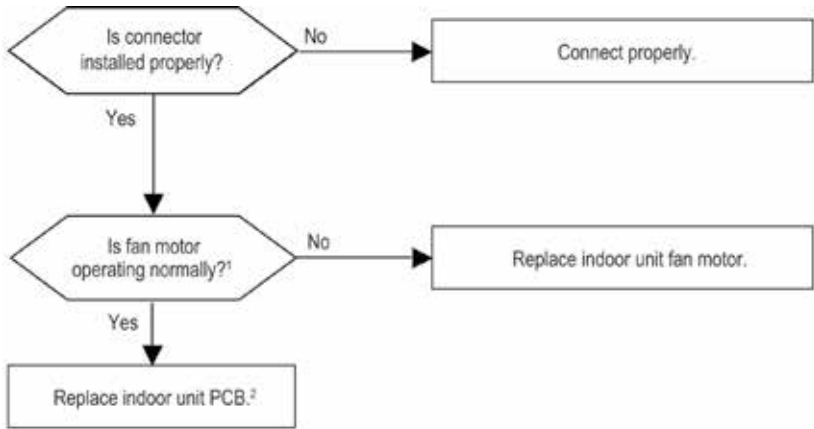 Is connector
installed properly?
No
Connect properly.
Yes
Is fan motor
operating normally?¹
No
Replace indoor unit fan motor.
Yes
Replace indoor unit PCB.²